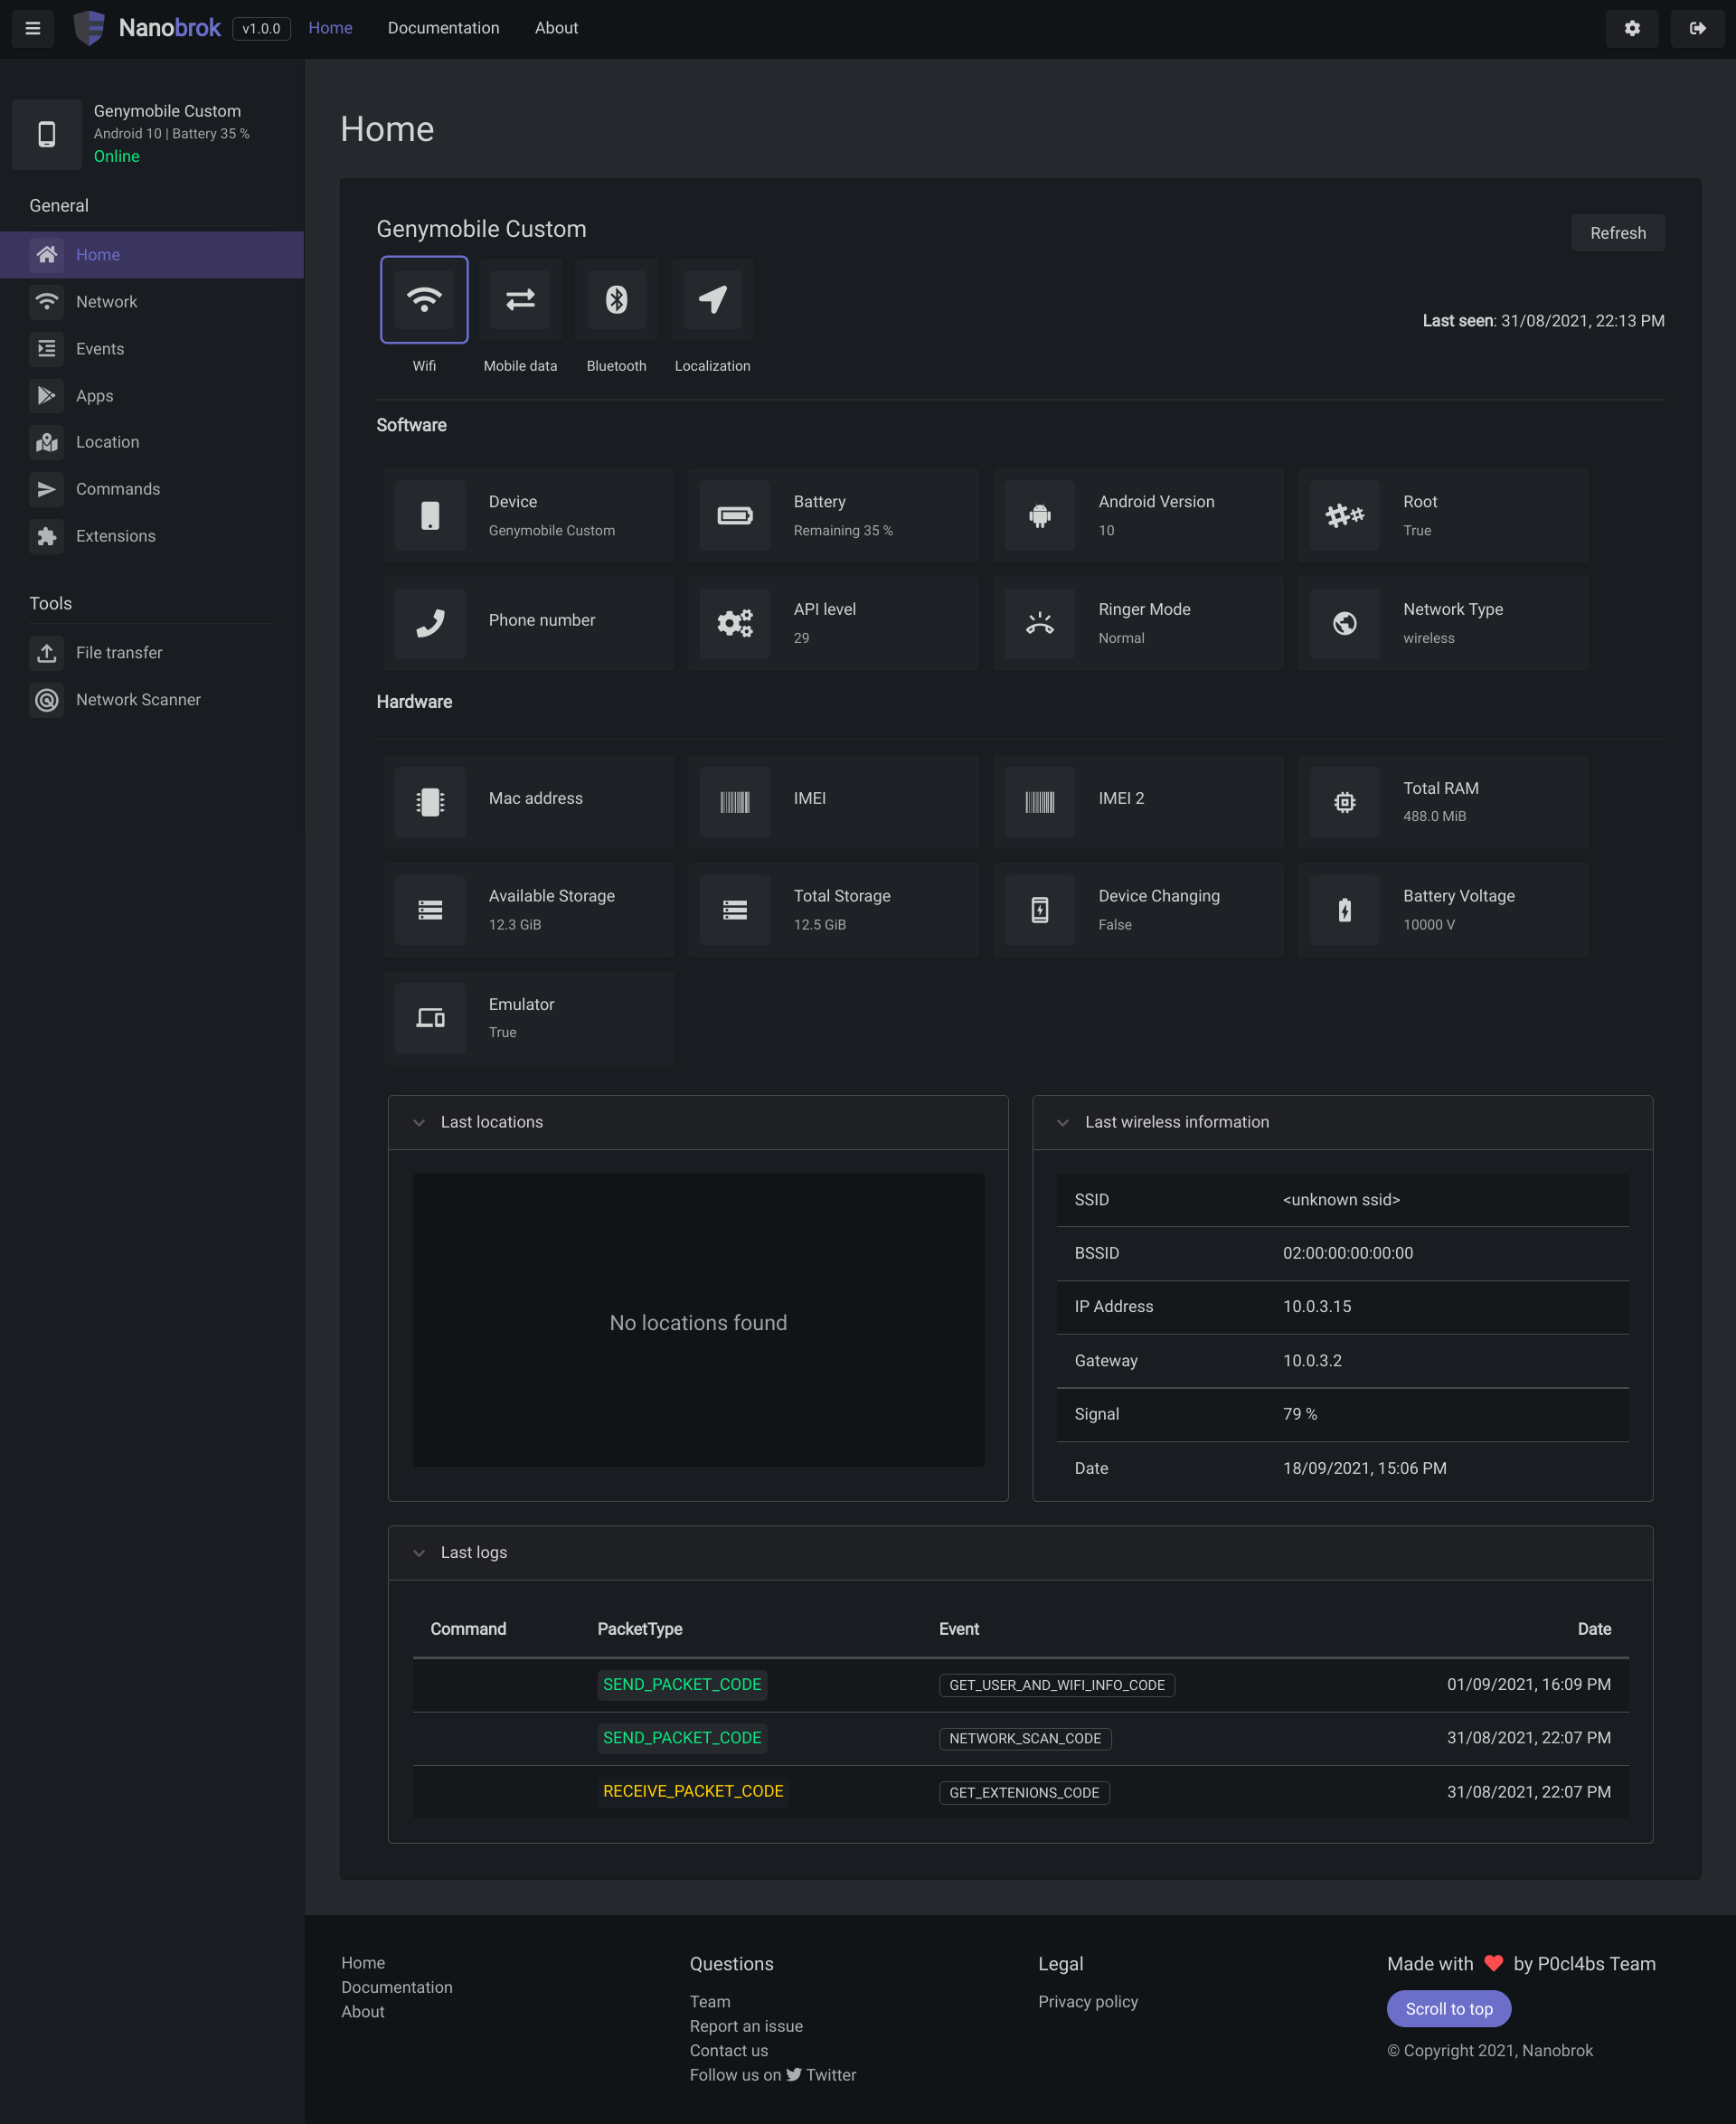 Nanobrok v1.0.0 Home Documentation About
Genymobile Custom
Android 10 | Battery 35 %
Online
General
Home
Network
Events
Apps
Location
Commands
Extensions
Tools
File transfer
Network Scanner
Home
Genymobile Custom
Refresh
Last seen: 31/08/2021, 22:13 PM
Wifi Mobile data Bluetooth Localization
Software
Device
Genymobile Custom
Battery
Remaining 35 %
Android Version
10
Root
True
Phone number
API level
29
Ringer Mode
Normal
Network Type
wireless
Hardware
Mac address
IMEI
IMEI 2
Total RAM
488.0 MiB
Available Storage
12.3 GiB
Total Storage
12.5 GiB
Device Changing
False
Battery Voltage
10000 V
Emulator
True
Last locations
No locations found
Last wireless information
SSID <unknown ssid>
BSSID 02:00:00:00:00:00
IP Address 10.0.3.15
Gateway 10.0.3.2
Signal 79 %
Date 18/09/2021, 15:06 PM
Last logs
Command PacketType Event Date
SEND_PACKET_CODE GET_USER_AND_WIFI_INFO_CODE 01/09/2021, 16:09 PM
SEND_PACKET_CODE NETWORK_SCAN_CODE 31/08/2021, 22:07 PM
RECEIVE_PACKET_CODE GET_EXTENIONS_CODE 31/08/2021, 22:07 PM
Home
Documentation
About
Questions
Team
Report an issue
Contact us
Follow us on Twitter
Legal
Privacy policy
Made with by P0cl4bs Team
Scroll to top
© Copyright 2021, Nanobrok